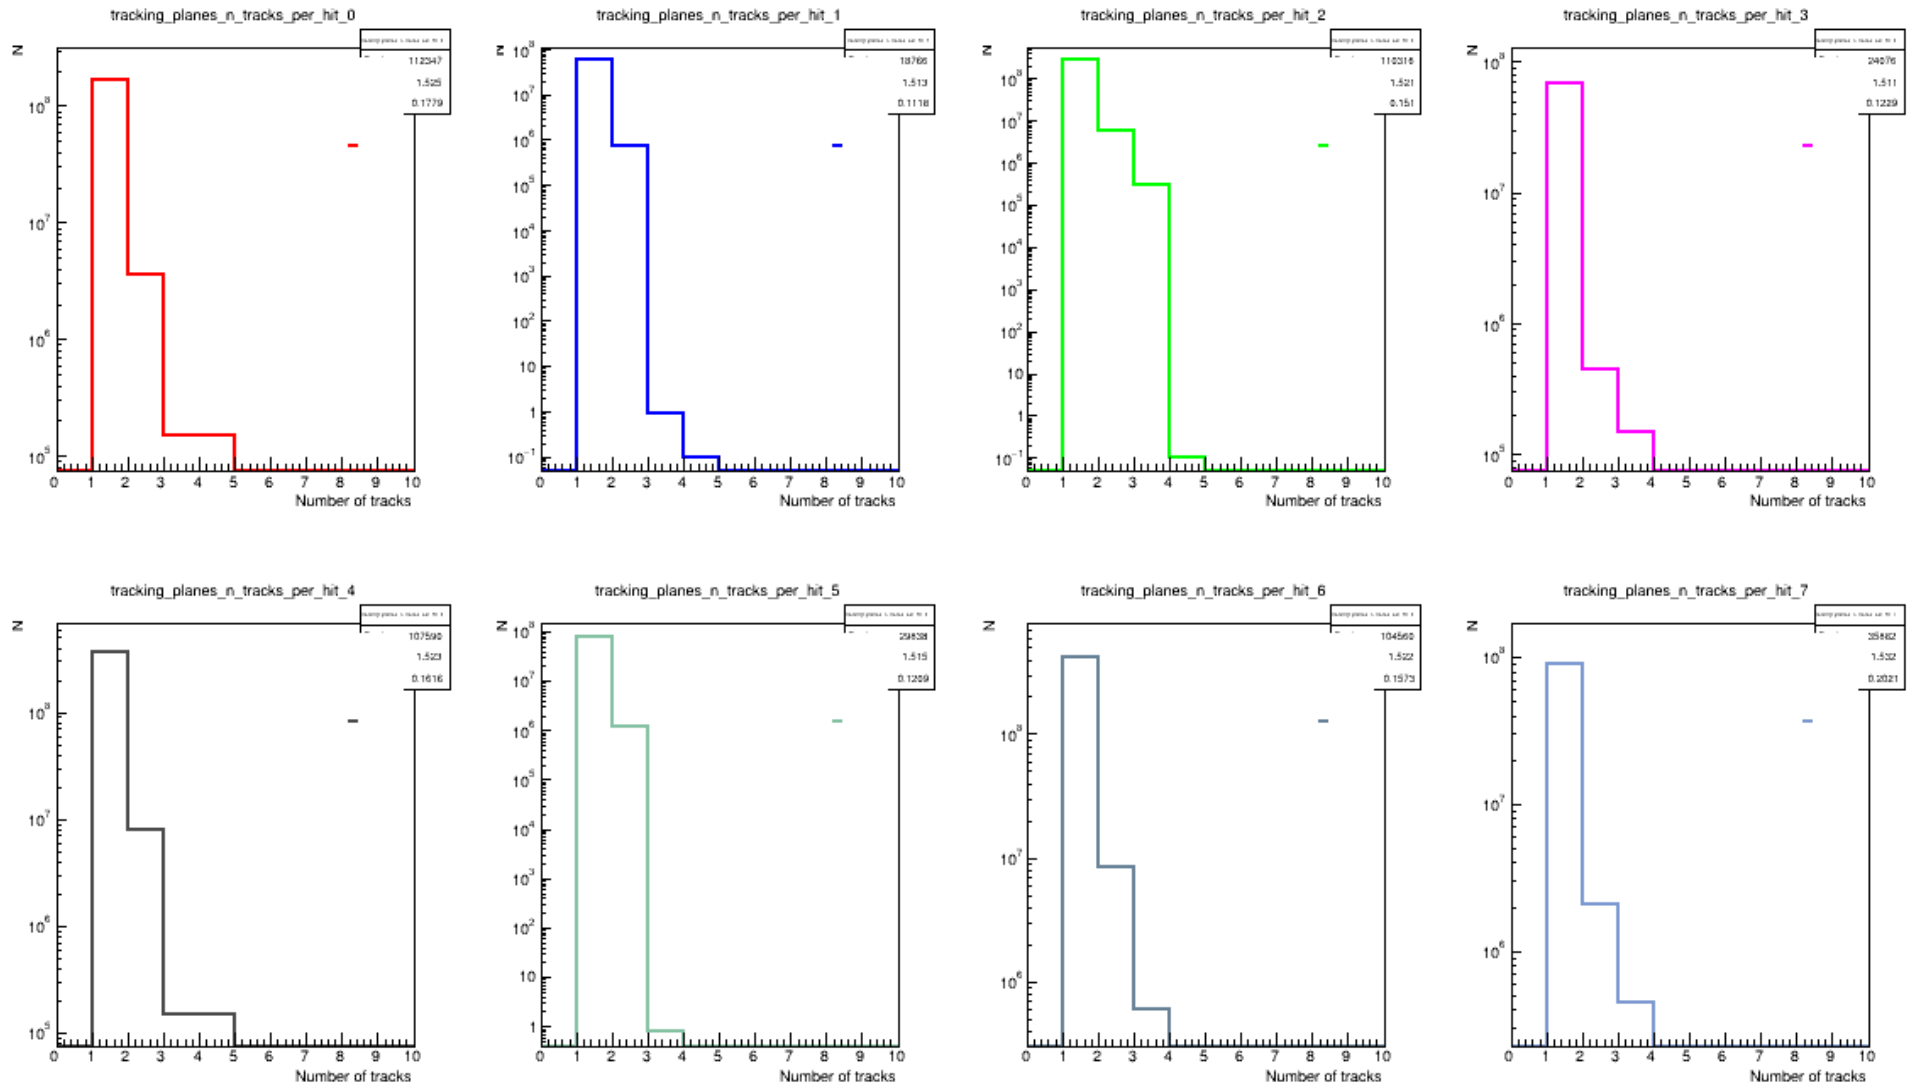 tracking_planes_n_tracks_per_hit_0
N
112347
1.525
0.1779
10^8
10^7
10^6
10^5
0 1 2 3 4 5 6 7 8 9 10
Number of tracks
tracking_planes_n_tracks_per_hit_1
N
18766
1.513
0.1118
10^8
10^7
10^6
10^5
10^4
10^3
10^2
10
1
10^-1
0 1 2 3 4 5 6 7 8 9 10
Number of tracks
tracking_planes_n_tracks_per_hit_2
N
110316
1.521
0.151
10^8
10^7
10^6
10^5
10^4
10^3
10^2
10
1
10^-1
0 1 2 3 4 5 6 7 8 9 10
Number of tracks
tracking_planes_n_tracks_per_hit_3
N
24076
1.511
0.1229
10^8
10^7
10^6
10^5
0 1 2 3 4 5 6 7 8 9 10
Number of tracks
tracking_planes_n_tracks_per_hit_4
N
107590
1.523
0.1616
10^8
10^7
10^6
10^5
0 1 2 3 4 5 6 7 8 9 10
Number of tracks
tracking_planes_n_tracks_per_hit_5
N
29838
1.515
0.1209
10^8
10^7
10^6
10^5
10^4
10^3
10^2
10
1
0 1 2 3 4 5 6 7 8 9 10
Number of tracks
tracking_planes_n_tracks_per_hit_6
N
104560
1.522
0.1573
10^8
10^7
10^6
0 1 2 3 4 5 6 7 8 9 10
Number of tracks
tracking_planes_n_tracks_per_hit_7
N
35662
1.532
0.2021
10^8
10^7
10^6
0 1 2 3 4 5 6 7 8 9 10
Number of tracks